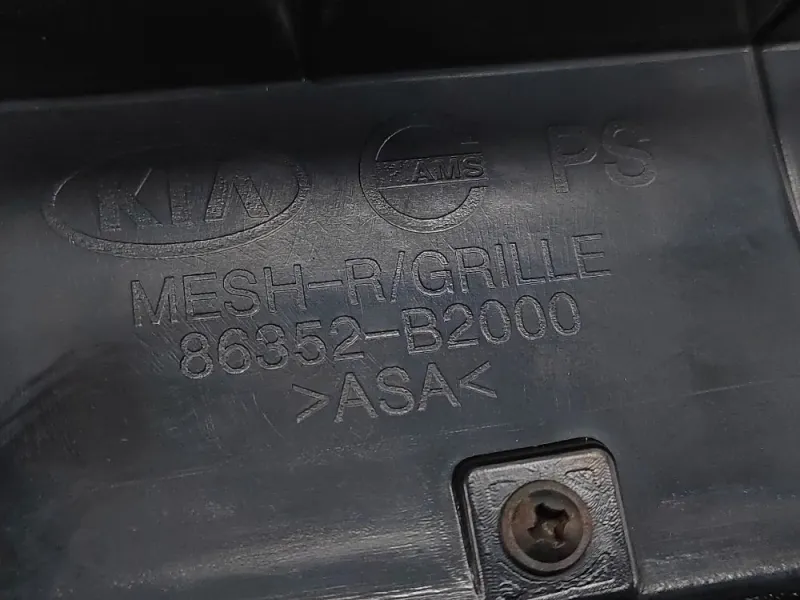 KIA AMS PS
MESH-R/GRILLE
86352-B2000
>ASA<